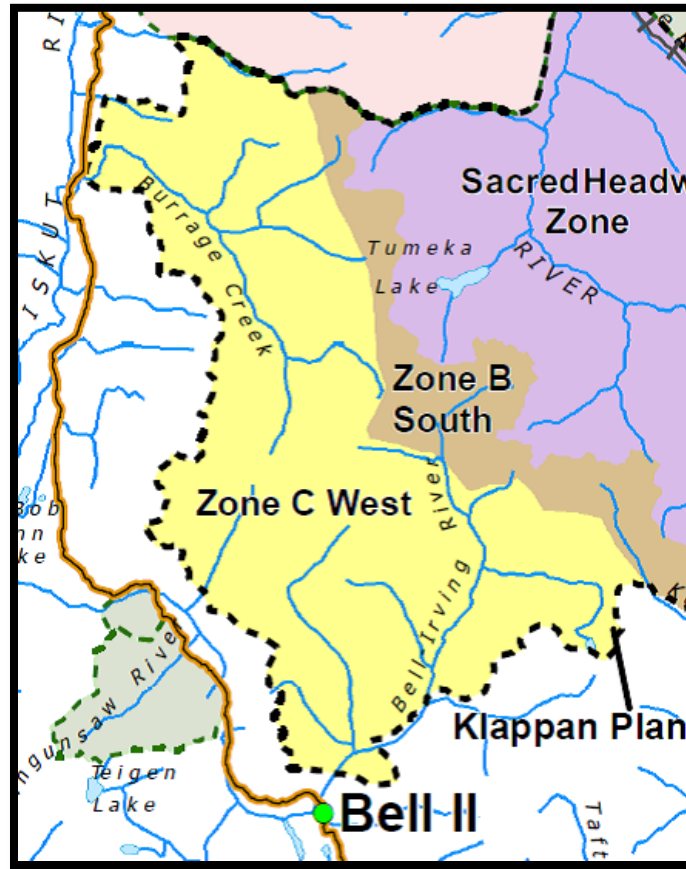 ISKUT RI
Burrage Creek
Sacred Headw
Zone
Tumeka
Lake
RIVER
Zone B
South
Zone C West
Bell-Irving River
Bob
nn
ke
ngunsaw River
Teigen
Lake
Klappan Plan
Bell II
Taft